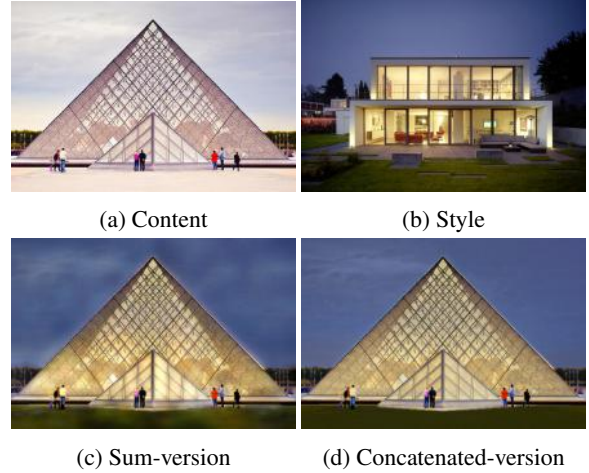 (a) Content
(b) Style
(c) Sum-version
(d) Concatenated-version